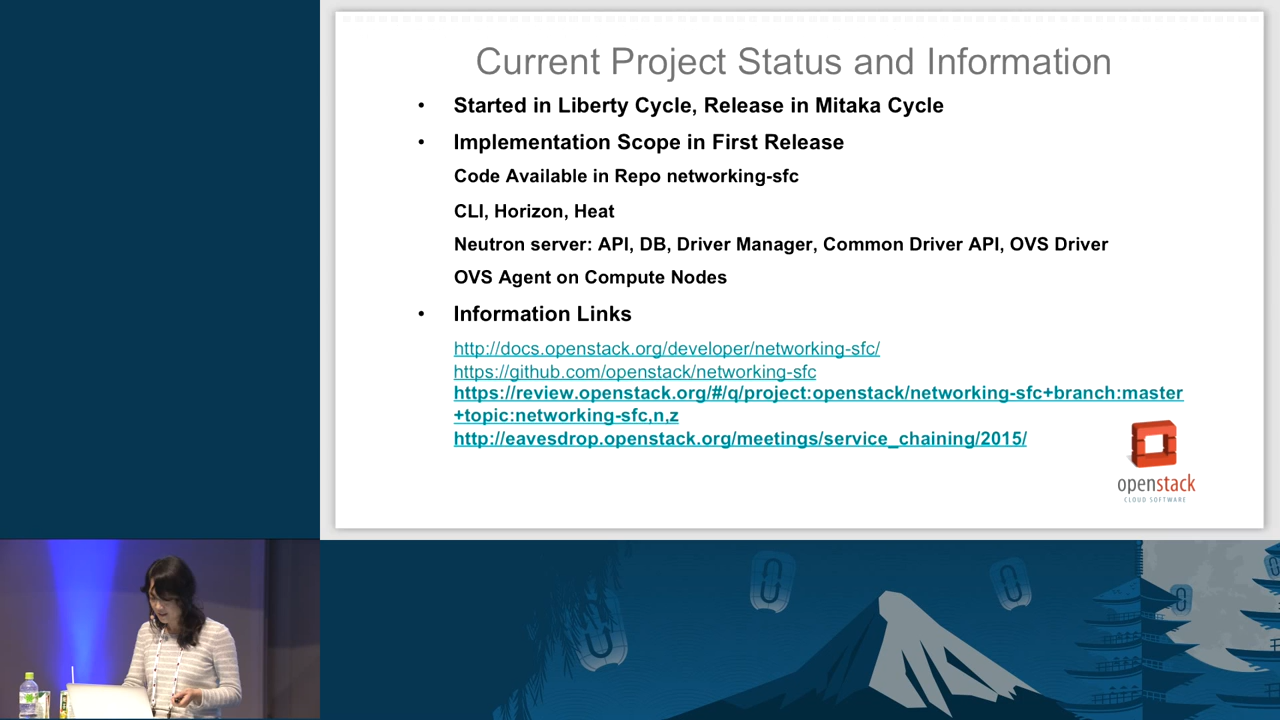 Current Project Status and Information
• Started in Liberty Cycle, Release in Mitaka Cycle
• Implementation Scope in First Release
Code Available in Repo networking-sfc
CLI, Horizon, Heat
Neutron server: API, DB, Driver Manager, Common Driver API, OVS Driver
OVS Agent on Compute Nodes
• Information Links
http://docs.openstack.org/developer/networking-sfc/
https://github.com/openstack/networking-sfc
https://review.openstack.org/#/q/project:openstack/networking-sfc+branch:master
+topic:networking-sfc,n,z
http://eavesdrop.openstack.org/meetings/service_chaining/2015/
openstack
CLOUD SOFTWARE